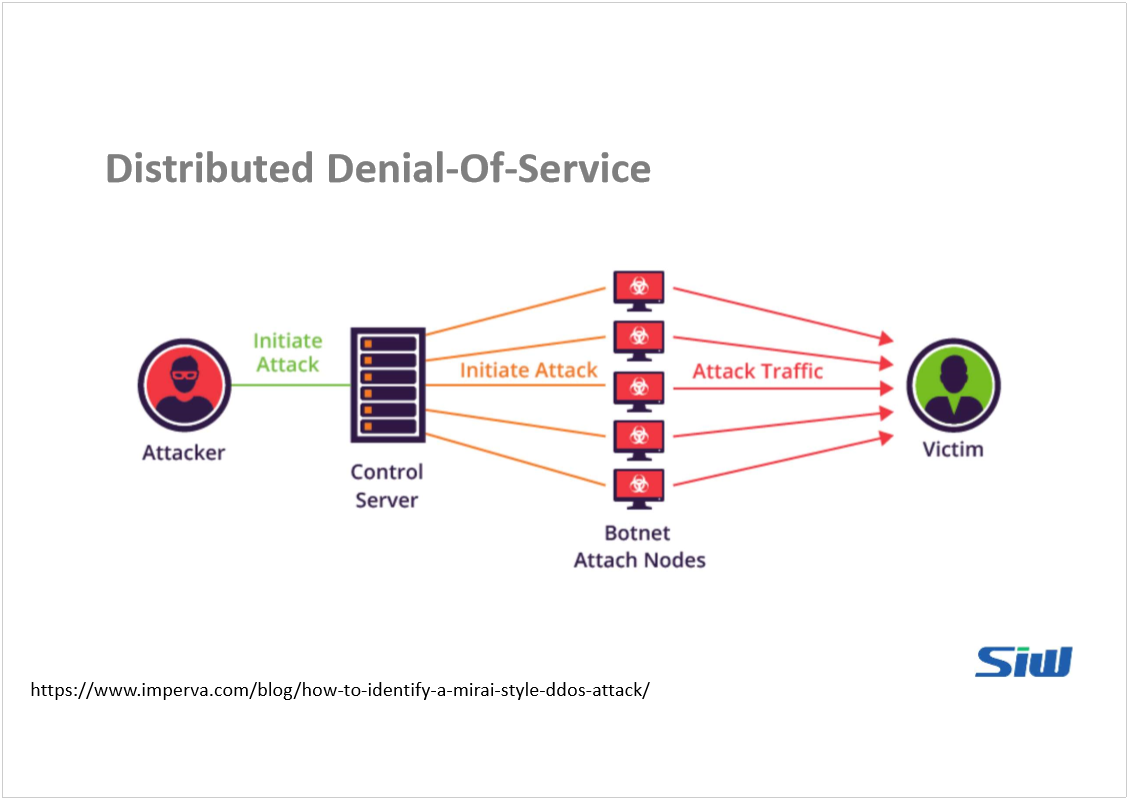 Distributed Denial-Of-Service
Initiate
Attack
Attacker
Control
Server
Initiate Attack
Botnet
Attach Nodes
Attack Traffic
Victim
SiW
https://www.imperva.com/blog/how-to-identify-a-mirai-style-ddos-attack/